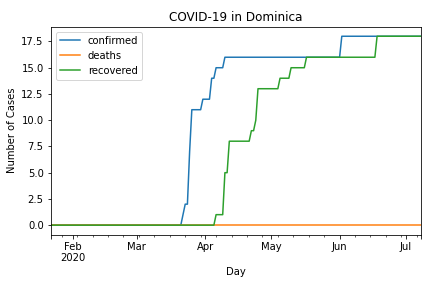 COVID-19 in Dominica
confirmed
deaths
recovered
Number of Cases
17.5
15.0
12.5
10.0
7.5
5.0
2.5
0.0
Feb Mar Apr May Jun Jul
2020
Day